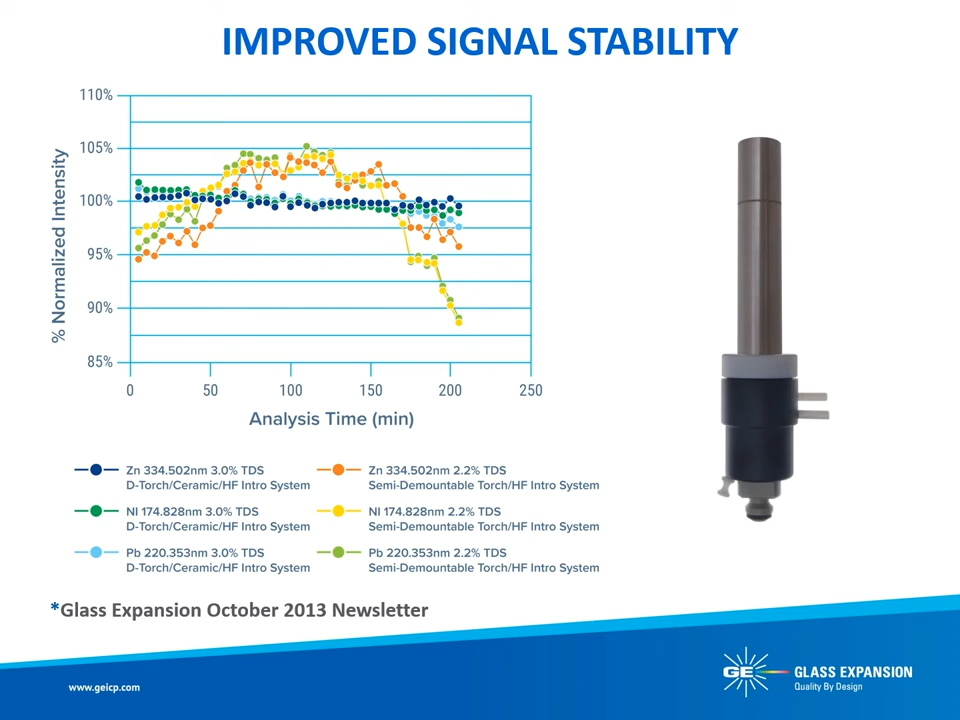 IMPROVED SIGNAL STABILITY
110%
105%
100%
95%
90%
85%
% Normalized Intensity
0 50 100 150 200 250
Analysis Time (min)
Zn 334.502nm 3.0% TDS
D-Torch/Ceramic/HF Intro System
Zn 334.502nm 2.2% TDS
Semi-Demountable Torch/HF Intro System
NI 174.828nm 3.0% TDS
D-Torch/Ceramic/HF Intro System
NI 174.828nm 2.2% TDS
Semi-Demountable Torch/HF Intro System
Pb 220.353nm 3.0% TDS
D-Torch/Ceramic/HF Intro System
Pb 220.353nm 2.2% TDS
Semi-Demountable Torch/HF Intro System
*Glass Expansion October 2013 Newsletter
www.geicp.com
GE
GLASS EXPANSION
Quality By Design